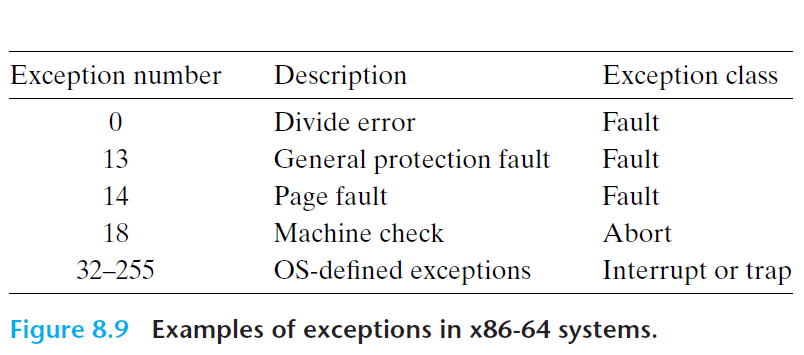 Exception number Description Exception class
0 Divide error Fault
13 General protection fault Fault
14 Page fault Fault
18 Machine check Abort
32–255 OS-defined exceptions Interrupt or trap
Figure 8.9 Examples of exceptions in x86-64 systems.